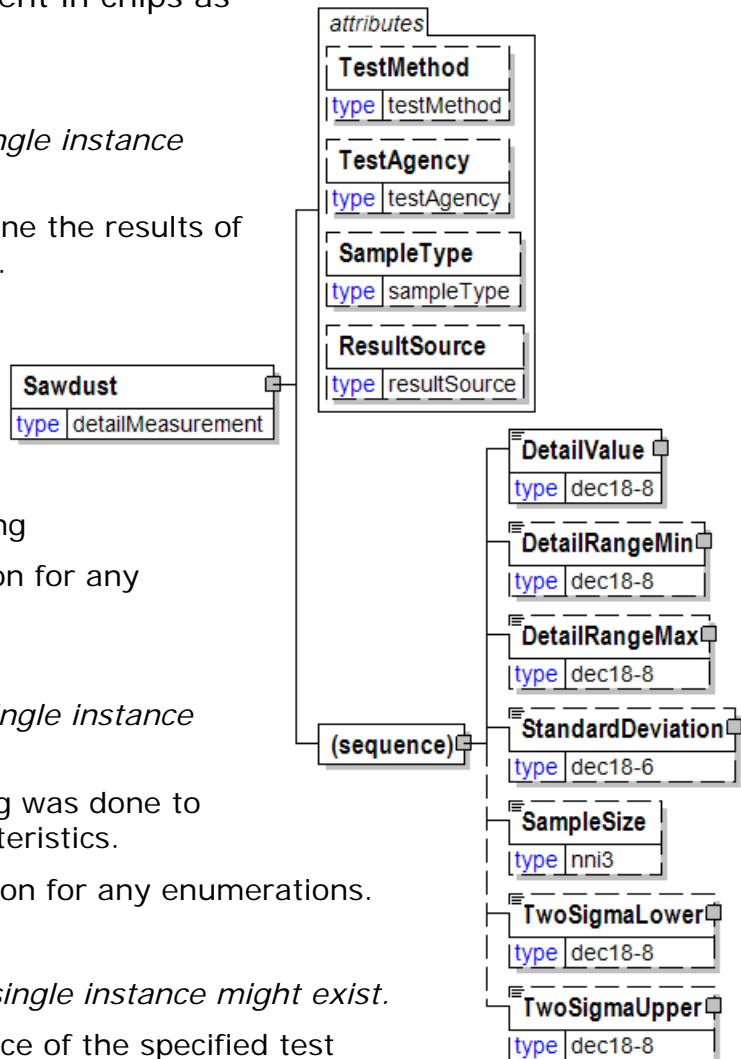 ent in chips as
ngle instance
ine the results of
.
ng
on for any
ingle instance
g was done to
teristics.
on for any enumerations.
single instance might exist.
ce of the specified test
Sawdust
type detailMeasurement
attributes
TestMethod
type testMethod
TestAgency
type testAgency
SampleType
type sampleType
ResultSource
type resultSource
(sequence)
DetailValue
type dec18-8
DetailRangeMin
type dec18-8
DetailRangeMax
type dec18-8
StandardDeviation
type dec18-6
SampleSize
type nni3
TwoSigmaLower
type dec18-8
TwoSigmaUpper
type dec18-8